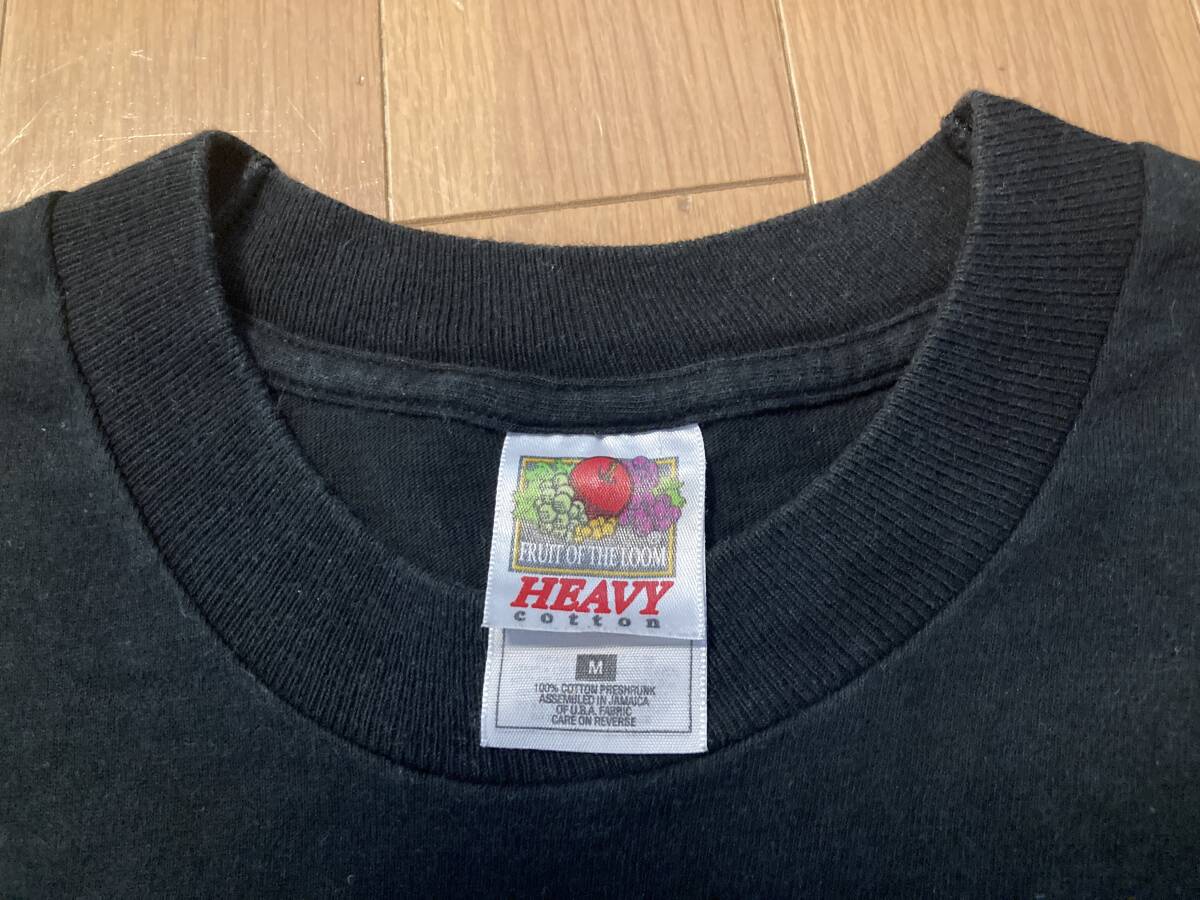 FRUIT OF THE LOOM
HEAVY
cotton
M
100% COTTON PRESHRUNK
ASSEMBLED IN JAMAICA
OF U.S.A. FABRIC
CARE ON REVERSE